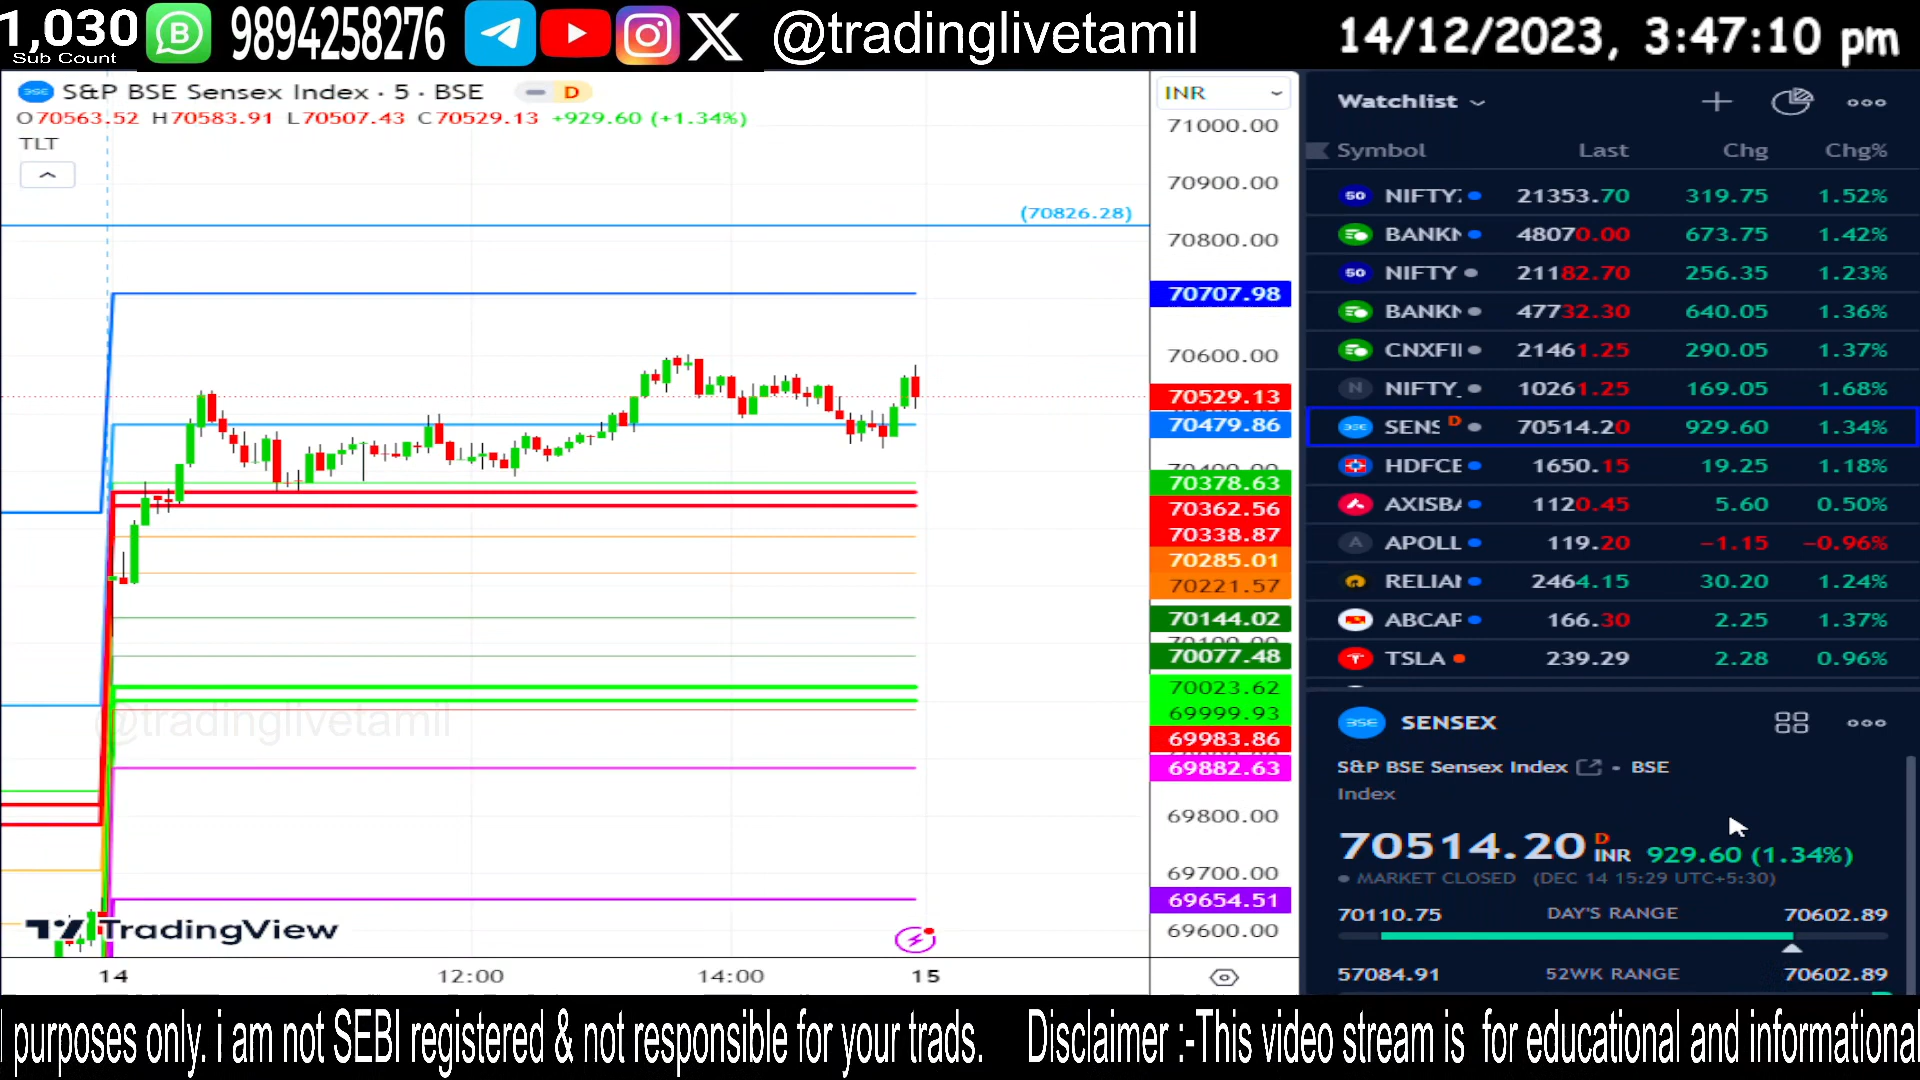 1,030
Sub Count
9894258276
@tradinglivetamil
14/12/2023, 3:47:10 pm
S&P BSE Sensex Index · 5 · BSE
D
O70563.52 H70583.91 L70507.43 C70529.13 +929.60 (+1.34%)
TLT
INR
71000.00
70900.00
(70826.28)
70800.00
70707.98
70600.00
70529.13
70479.86
70378.63
70362.56
70338.87
70285.01
70221.57
70144.02
70077.48
70023.62
69999.93
69983.86
69882.63
69800.00
69700.00
69654.51
69600.00
@tradinglivetamil
TradingView
14 12:00 14:00 15
Watchlist
Symbol Last Chg Chg%
50 NIFTY 21353.70 319.75 1.52%
BANKN 48070.00 673.75 1.42%
50 NIFTY 21182.70 256.35 1.23%
BANKN 47732.30 640.05 1.36%
CNXFI 21461.25 290.05 1.37%
N NIFTY_ 10261.25 169.05 1.68%
BSE SENS D 70514.20 929.60 1.34%
HDFCB 1650.15 19.25 1.18%
AXISBA 1120.45 5.60 0.50%
A APOLL 119.20 −1.15 −0.96%
RELIAN 2464.15 30.20 1.24%
ABCAP 166.30 2.25 1.37%
TSLA 239.29 2.28 0.96%
BSE SENSEX
S&P BSE Sensex Index - BSE
Index
70514.20 D INR 929.60 (1.34%)
MARKET CLOSED (DEC 14 15:29 UTC+5:30)
70110.75 DAY'S RANGE 70602.89
57084.91 52WK RANGE 70602.89
l purposes only. i am not SEBI registered & not responsible for your trads. Disclaimer :-This video stream is for educational and informational